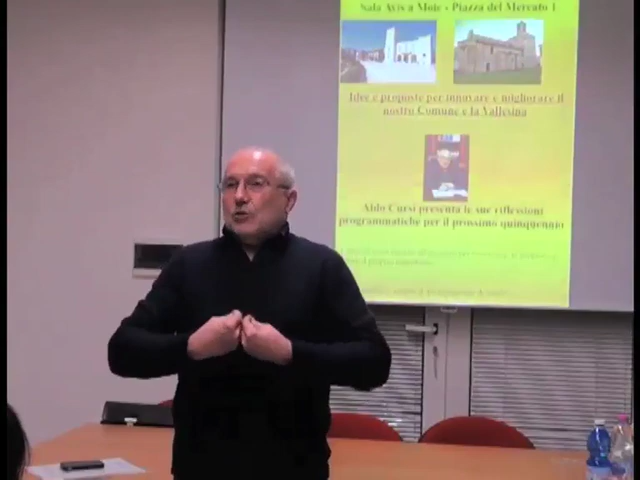 Sala Avis a Moie - Piazza del Mercato 1
Idee e proposte per innovare e migliorare il
nostro Comune e la Vallesina
Aldo Cursi presenta le sue riflessioni
programmatiche per il prossimo quinquennio